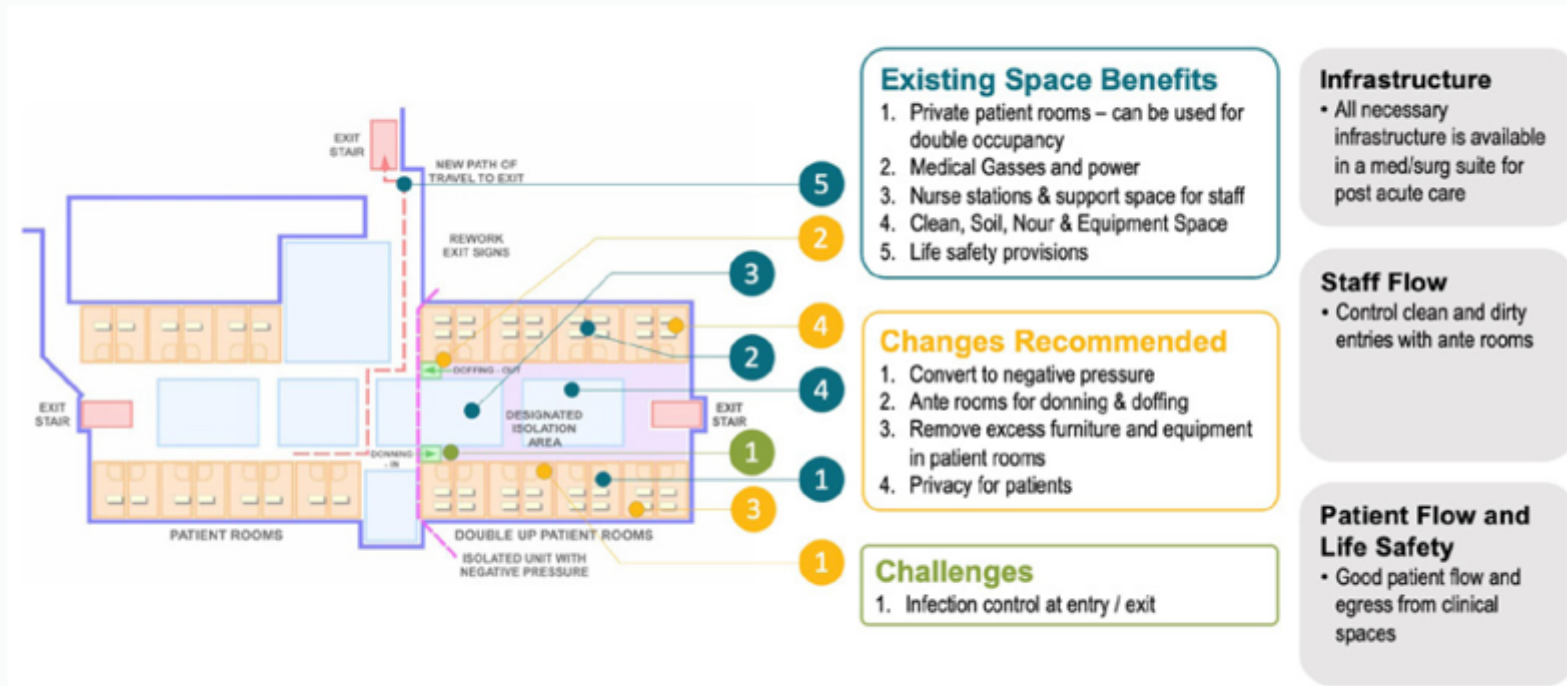 EXIT
STAIR
NEW PATH OF
TRAVEL TO EXIT
REWORK
EXIT SIGNS
DOFFING - OUT
EXIT
STAIR
DESIGNATED
ISOLATION
AREA
EXIT
STAIR
DONNING
- IN
PATIENT ROOMS
DOUBLE UP PATIENT ROOMS
ISOLATED UNIT WITH
NEGATIVE PRESSURE
5
2
3
4
2
4
1
1
3
1
Existing Space Benefits
1. Private patient rooms – can be used for
double occupancy
2. Medical Gasses and power
3. Nurse stations & support space for staff
4. Clean, Soil, Nour & Equipment Space
5. Life safety provisions
Changes Recommended
1. Convert to negative pressure
2. Ante rooms for donning & doffing
3. Remove excess furniture and equipment
in patient rooms
4. Privacy for patients
Challenges
1. Infection control at entry / exit
Infrastructure
• All necessary
infrastructure is available
in a med/surg suite for
post acute care
Staff Flow
• Control clean and dirty
entries with ante rooms
Patient Flow and
Life Safety
• Good patient flow and
egress from clinical
spaces